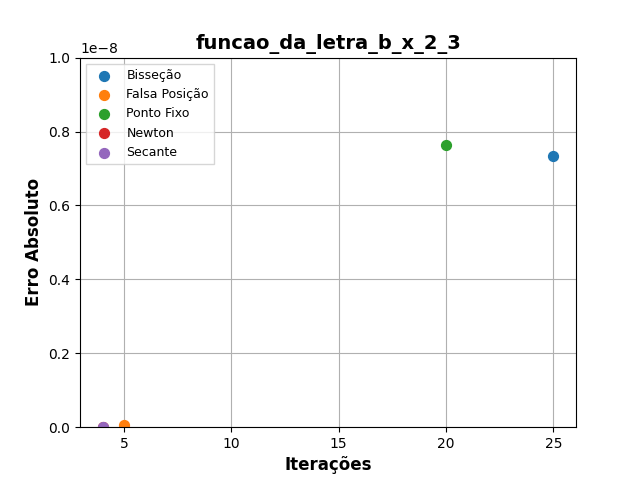 funcao_da_letra_b_x_2_3
1e−8
1.0
0.8
0.6
0.4
0.2
0.0
Erro Absoluto
Bisseção
Falsa Posição
Ponto Fixo
Newton
Secante
5 10 15 20 25
Iterações